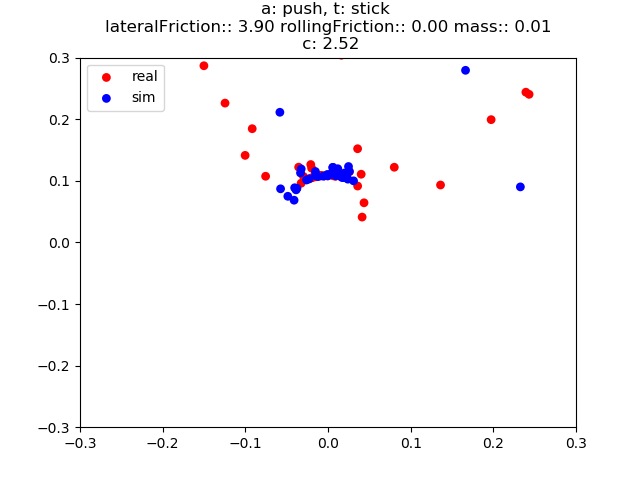 a: push, t: stick
lateralFriction:: 3.90 rollingFriction:: 0.00 mass:: 0.01
c: 2.52
real
sim
0.3
0.2
0.1
0.0
−0.1
−0.2
−0.3
−0.3
−0.2
−0.1
0.0
0.1
0.2
0.3